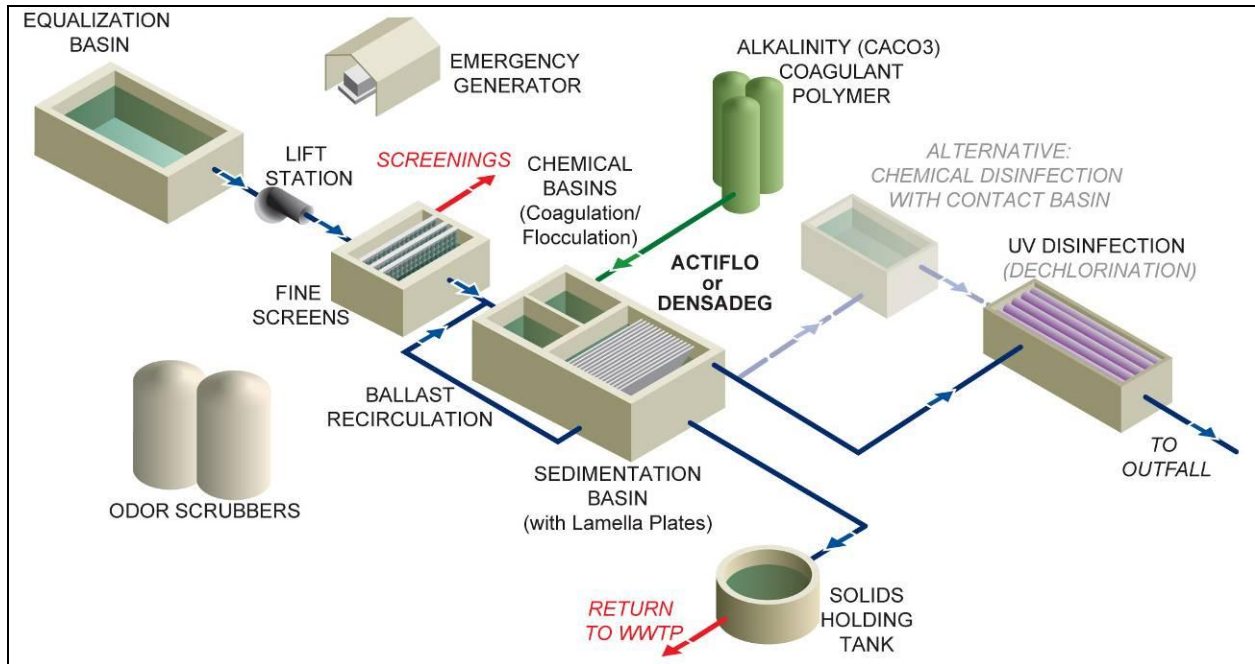 EQUALIZATION
BASIN
EMERGENCY
GENERATOR
ALKALINITY (CACO3)
COAGULANT
POLYMER
LIFT
STATION
SCREENINGS
CHEMICAL
BASINS
(Coagulation/
Flocculation)
ALTERNATIVE:
CHEMICAL DISINFECTION
WITH CONTACT BASIN
UV DISINFECTION
(DECHLORINATION)
ACTIFLO
or
DENSADEG
FINE
SCREENS
BALLAST
RECIRCULATION
TO
OUTFALL
SEDIMENTATION
BASIN
(with Lamella Plates)
ODOR SCRUBBERS
SOLIDS
HOLDING
TANK
RETURN
TO WWTP